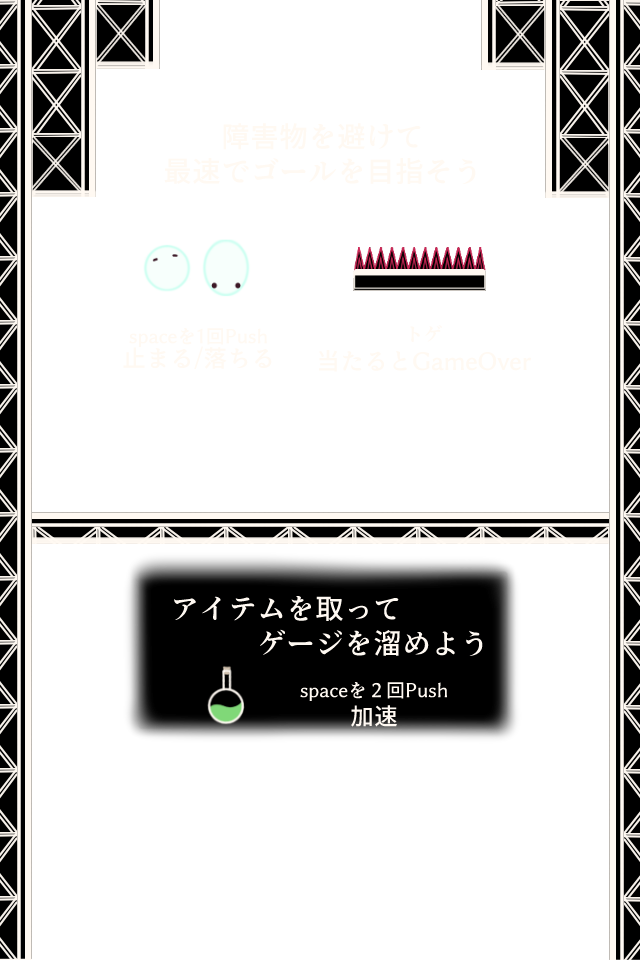 障害物を避けて
最速でゴールを目指そう
spaceを1回Push
止まる/落ちる
トゲ
当たるとGameOver
アイテムを取って
ゲージを溜めよう
spaceを２回Push
加速